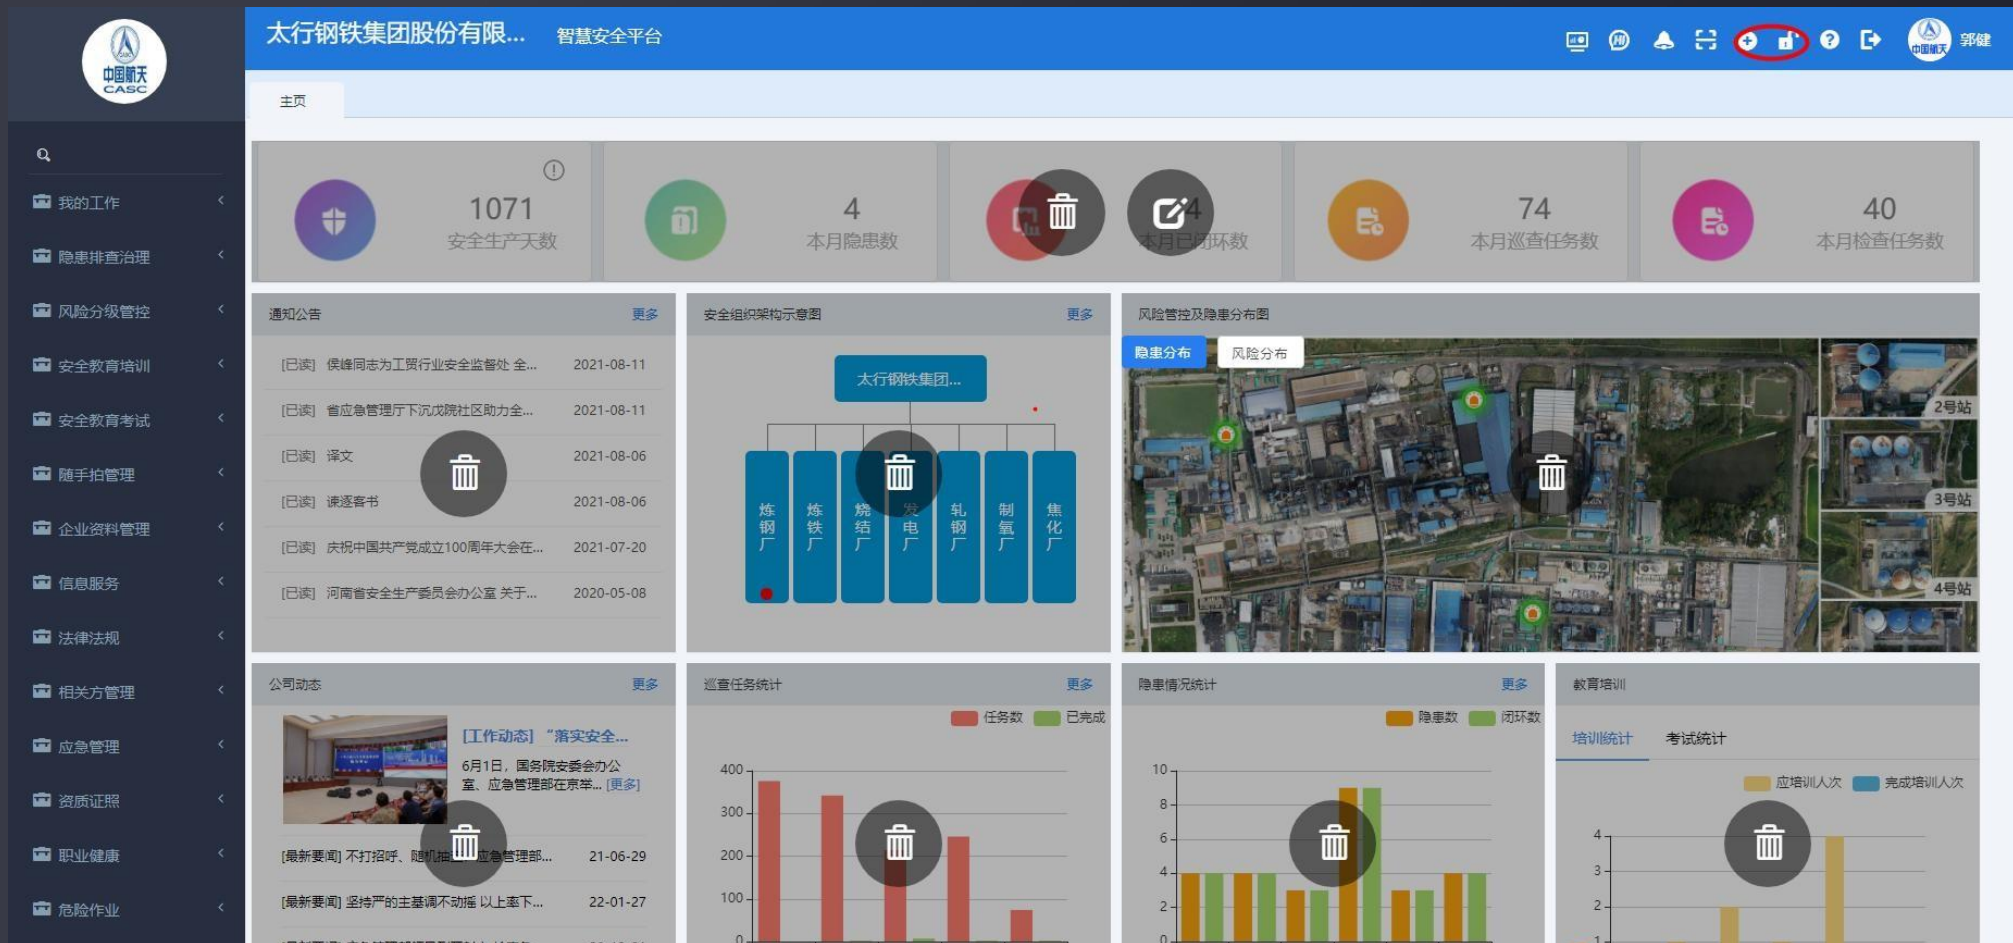 太行钢铁集团股份有限...
智慧安全平台
郭健
中国航天
CASC
主页
我的工作
隐患排查治理
风险分级管控
安全教育培训
安全教育考试
随手拍管理
企业资料管理
信息服务
法律法规
相关方管理
应急管理
资质证照
职业健康
危险作业
1071
安全生产天数
4
本月隐患数
4
本月已闭环数
74
本月巡查任务数
40
本月检查任务数
通知公告
更多
[已读] 侯峰同志为工贸行业安全监督处 全... 2021-08-11
[已读] 省应急管理厅下沉戊院社区助力全... 2021-08-11
[已读] 译文 2021-08-06
[已读] 谏逐客书 2021-08-06
[已读] 庆祝中国共产党成立100周年大会在... 2021-07-20
[已读] 河南省安全生产委员会办公室 关于... 2020-05-08
安全组织架构示意图
更多
太行钢铁集团...
炼钢厂
炼铁厂
烧结厂
发电厂
轧钢厂
制氧厂
焦化厂
风险管控及隐患分布图
隐患分布
风险分布
2号站
3号站
4号站
公司动态
更多
[工作动态] “落实安全...
6月1日，国务院安委会办公
室、应急管理部在京举... [更多]
[最新要闻] 不打招呼、随机抽 应急管理部... 21-06-29
[最新要闻] 坚持严的主基调不动摇 以上率下... 22-01-27
巡查任务统计
更多
任务数 已完成
400
300
200
100
0
隐患情况统计
更多
隐患数 闭环数
10
8
6
4
2
0
教育培训
培训统计 考试统计
应培训人次 完成培训人次
4
3
2
1